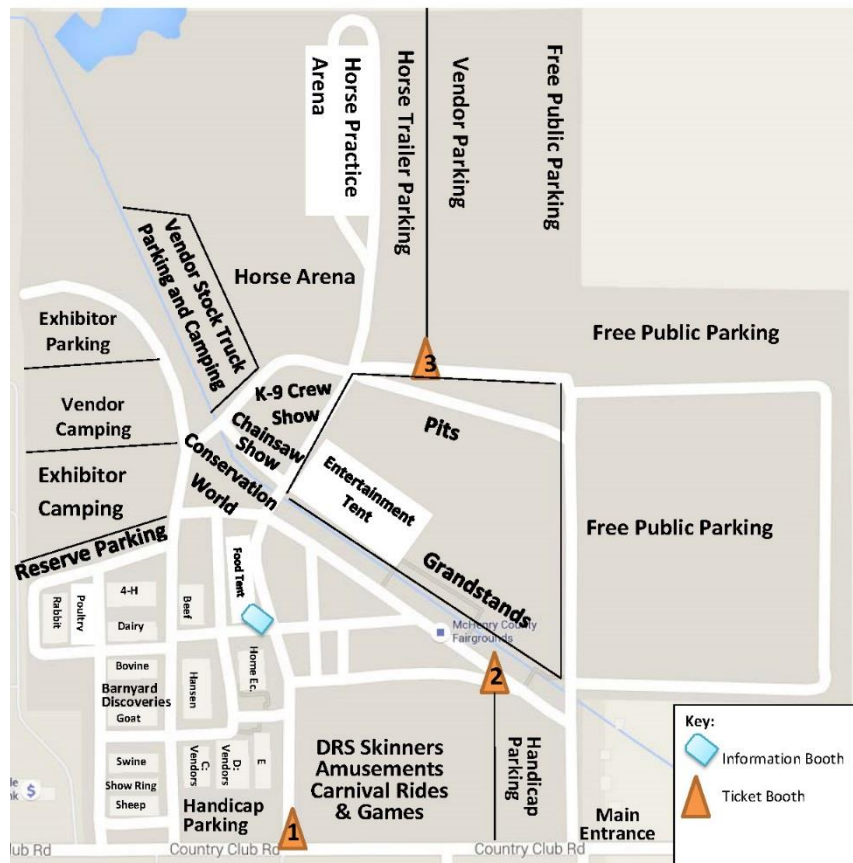 Horse Practice
Arena
Horse Trailer Parking
Vendor Parking
Free Public Parking
Vendor Stock Truck
Parking and Camping
Horse Arena
Exhibitor
Parking
Free Public Parking
3
K-9 Crew
Show
Vendor
Camping
Chainsaw
Show
Pits
Conservation
World
Entertainment
Tent
Exhibitor
Camping
Free Public Parking
Reserve Parking
Food Tent
Grandstands
Rabbit
Poultry
4-H
Dairy
Beef
McHenry County
Fairgrounds
Home Ec.
Bovine
Barnyard
Discoveries
Goat
Hansen
2
Swine
Show Ring
Sheep
C:
Vendors
D:
Vendors
E
DRS Skinners
Amusements
Carnival Rides
& Games
Handicap
Parking
Handicap
Parking
1
Main
Entrance
Key:
Information Booth
Ticket Booth
$
Club Rd
Country Club Rd
Country Club Rd